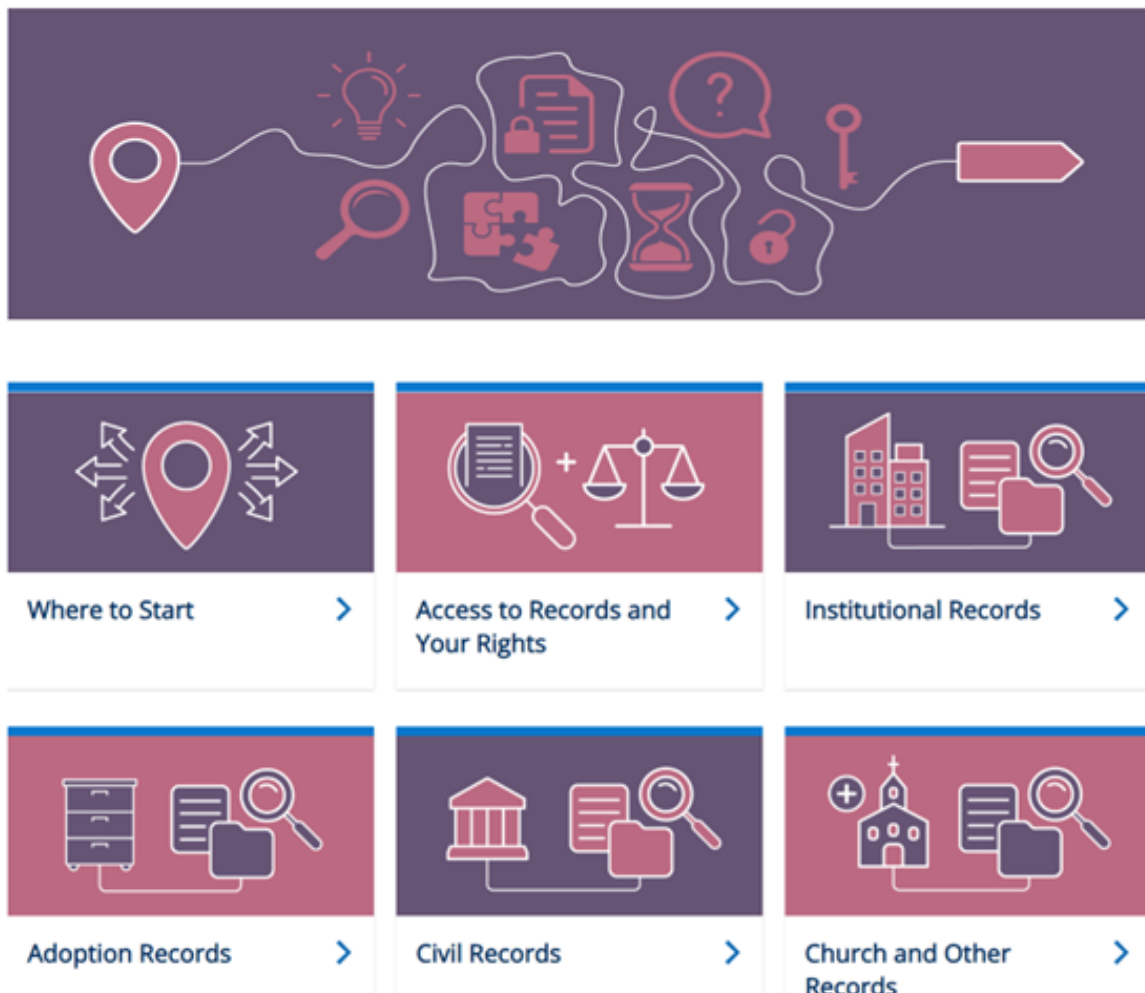 ?
Where to Start
Access to Records and
Your Rights
Institutional Records
Adoption Records
Civil Records
Church and Other
Records